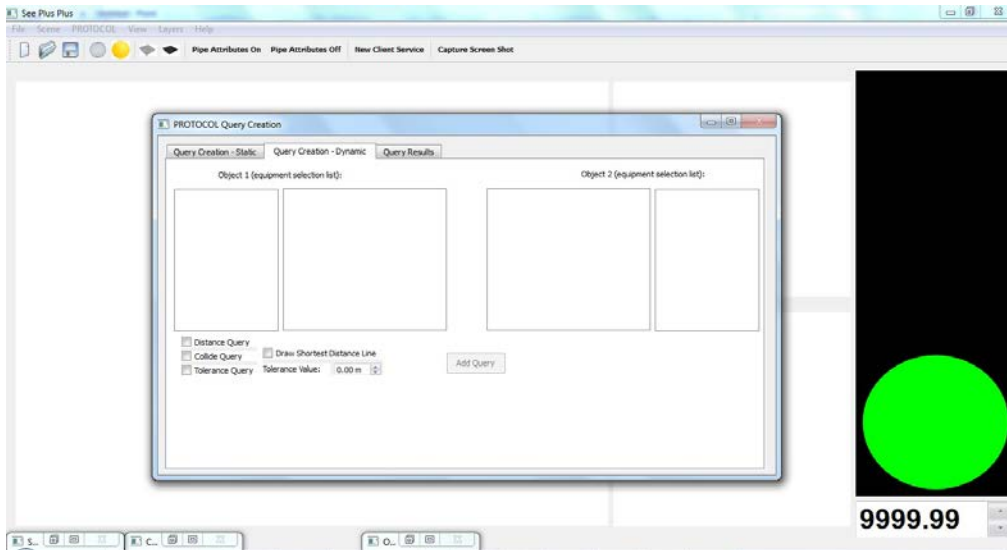 See Plus Plus
File Scene PROTOCOL View Layers Help
Pipe Attributes On Pipe Attributes Off New Client Service Capture Screen Shot
PROTOCOL Query Creation
Query Creation - Static Query Creation - Dynamic Query Results
Object 1 (equipment selection list): Object 2 (equipment selection list):
Distance Query
Collide Query Draw Shortest Distance Line
Tolerance Query Tolerance Value: 0.00 m
Add Query
9999.99
S... C... O...